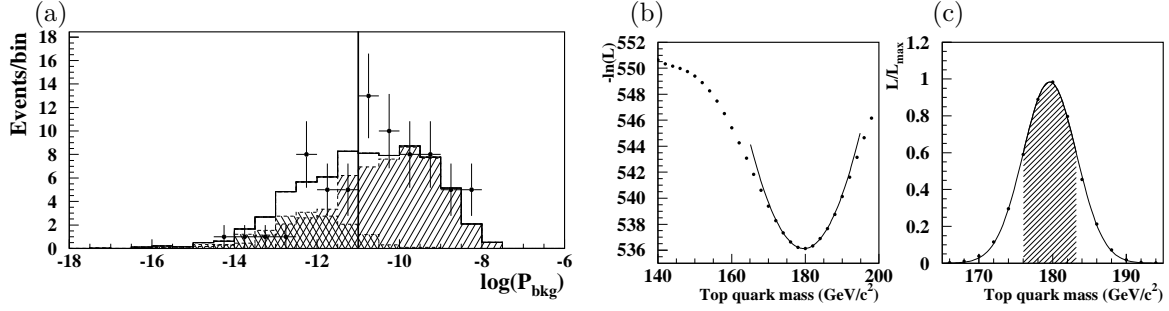 (a)
Events/bin
18
16
14
12
10
8
6
4
2
0
-18 -16 -14 -12 -10 -8 -6
log(P_bkg)
(b)
-ln(L)
552
550
548
546
544
542
540
538
536
140 160 180 200
Top quark mass (GeV/c²)
(c)
L/L_max
1.2
1
0.8
0.6
0.4
0.2
0
170 180 190
Top quark mass (GeV/c²)